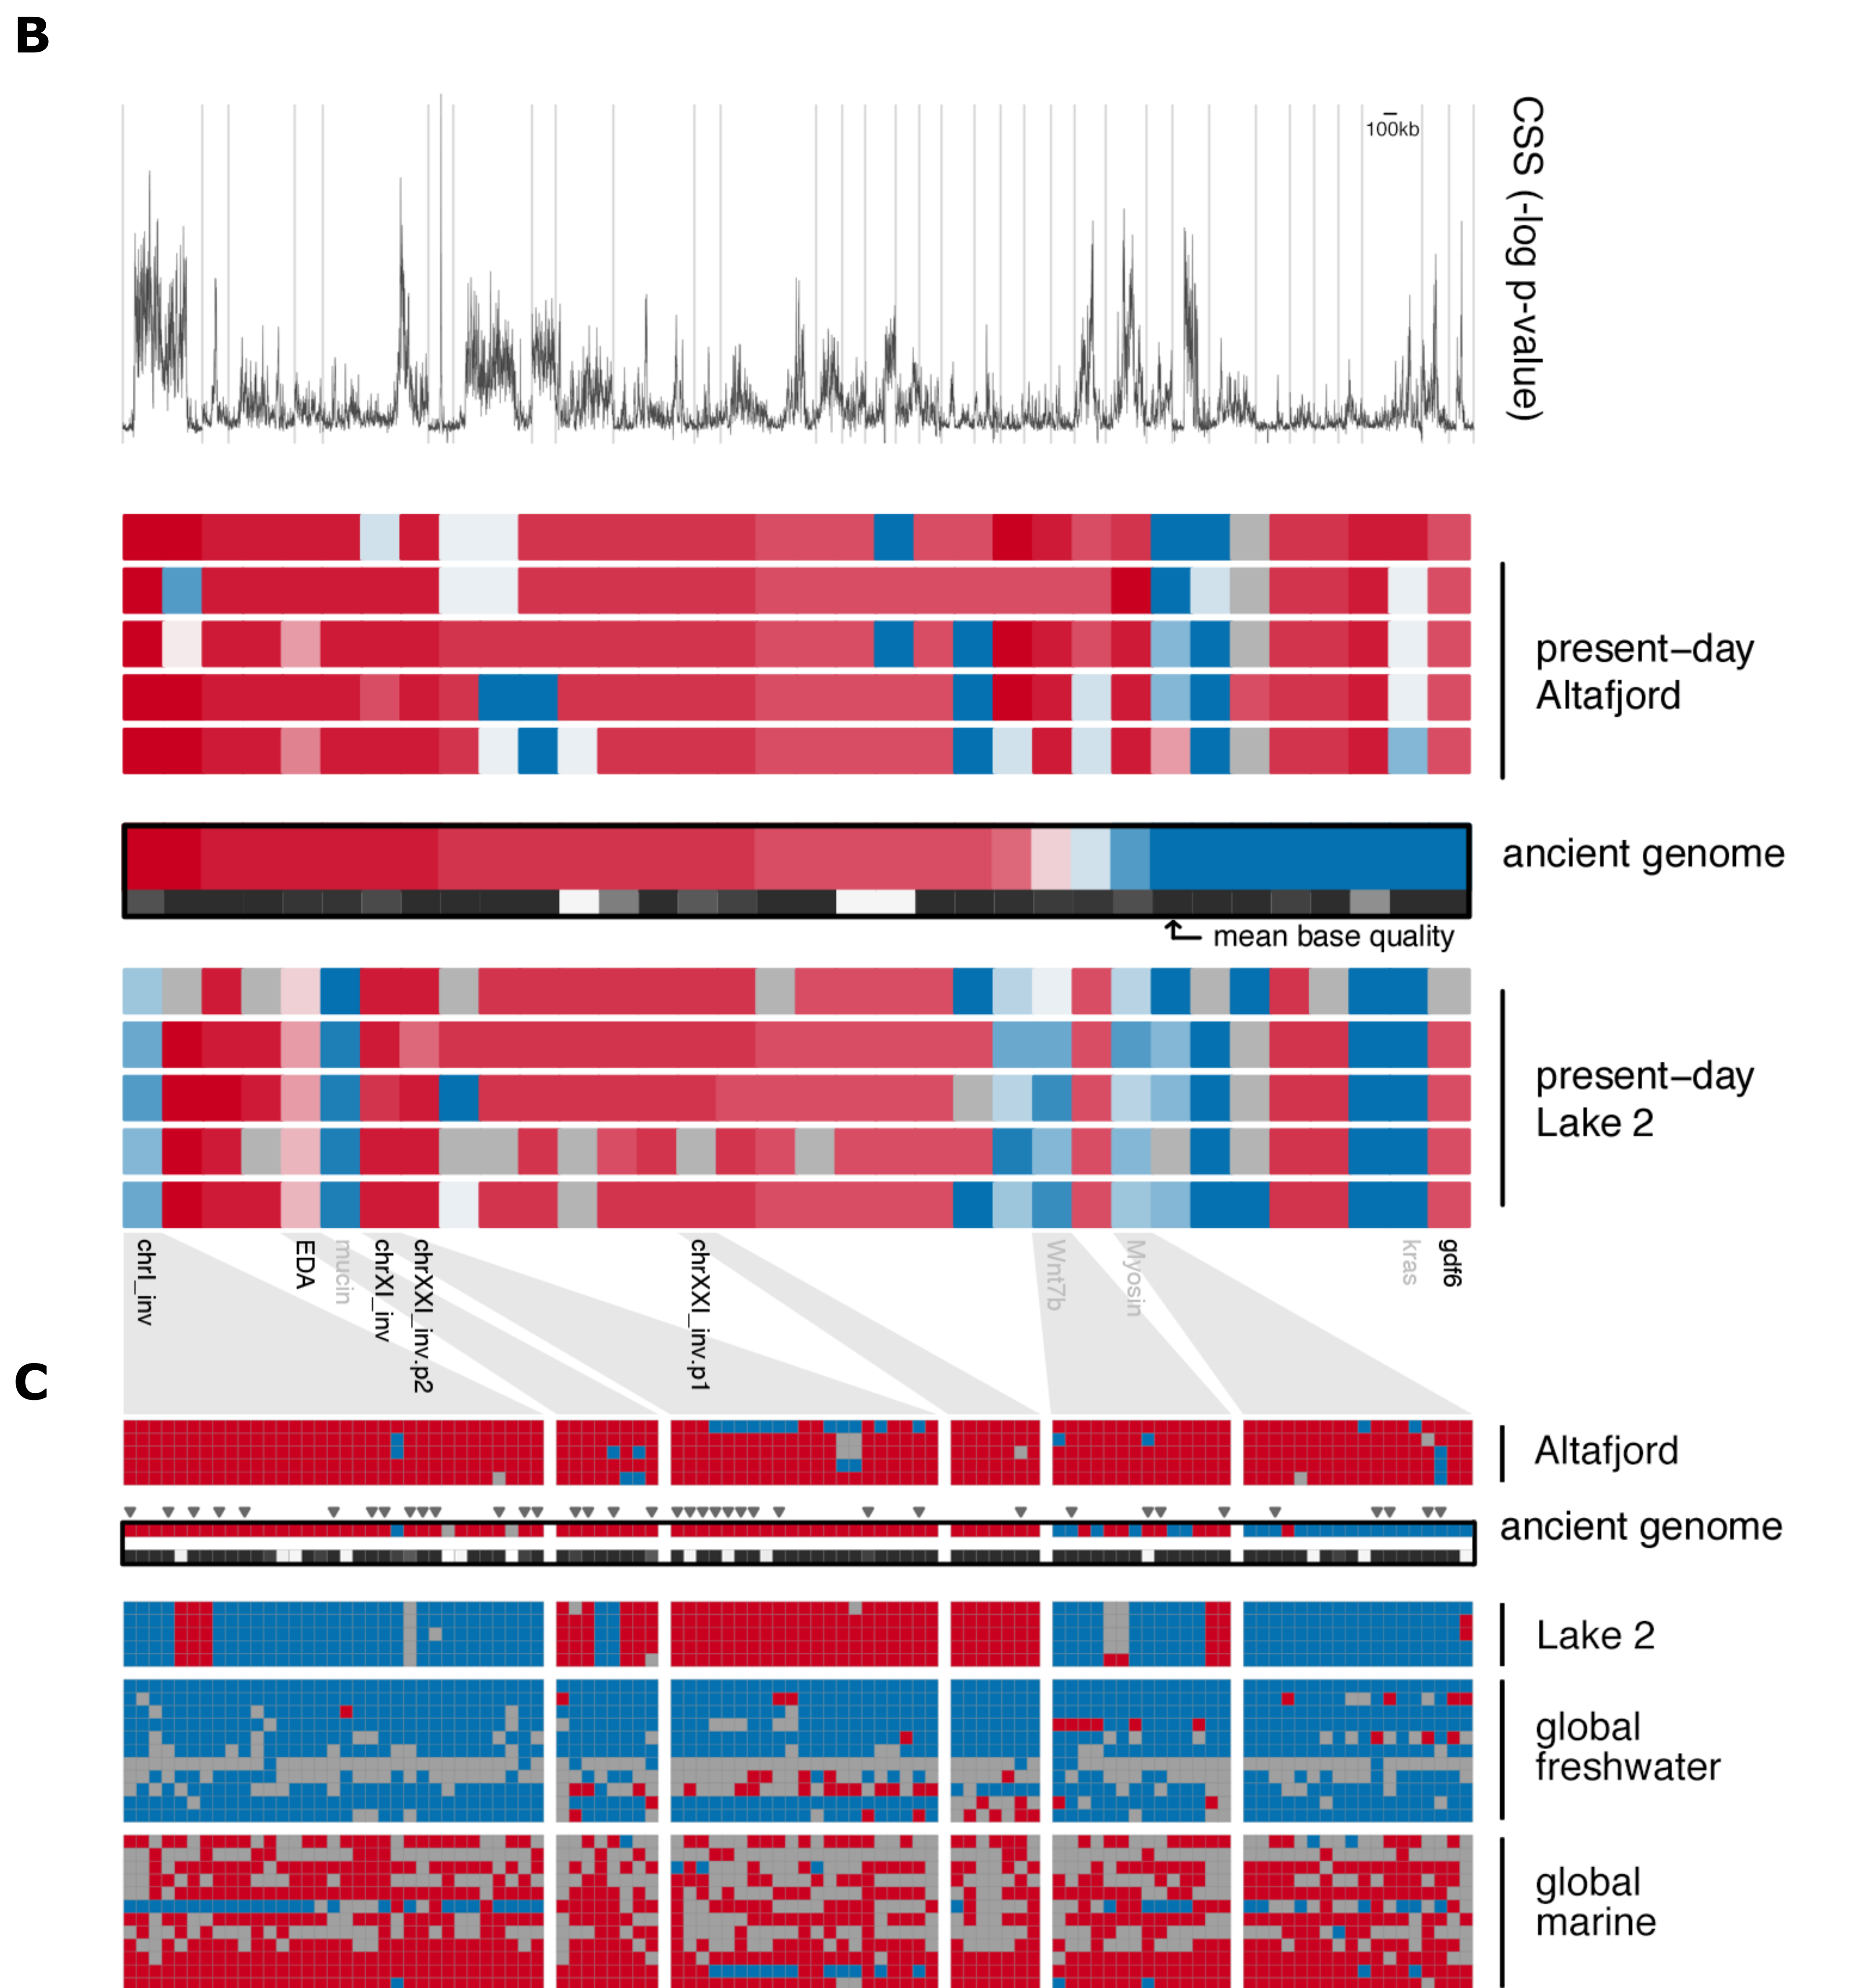 B
CSS (-log p-value)
100kb
present–day
Altafjord
ancient genome
mean base quality
present–day
Lake 2
chrI_inv
EDA
mucin
chrXI_inv
chrXXI_inv.p2
chrXXI_inv.p1
Wnt7b
Myosin
kras
gdf6
C
Altafjord
ancient genome
Lake 2
global
freshwater
global
marine